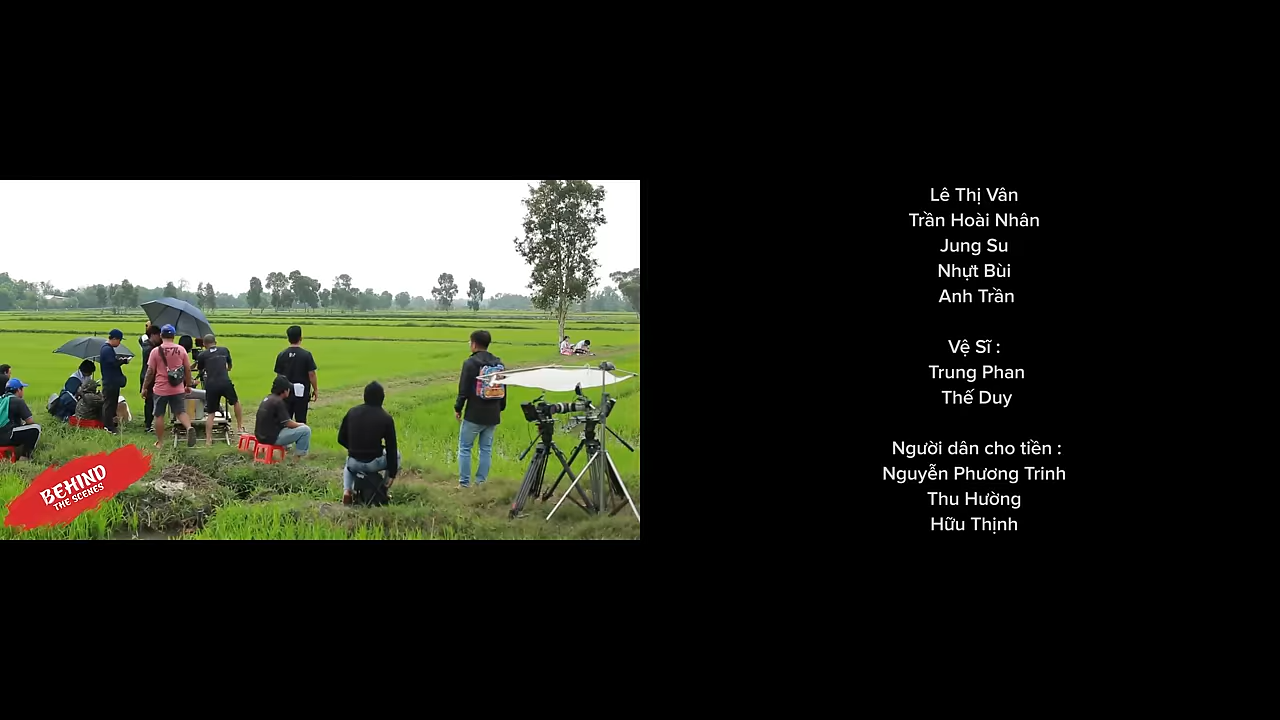 BEHIND
THE SCENES
Lê Thị Vân
Trần Hoài Nhân
Jung Su
Nhựt Bùi
Anh Trần
Vệ Sĩ :
Trung Phan
Thế Duy
Người dân cho tiền :
Nguyễn Phương Trinh
Thu Hường
Hữu Thịnh